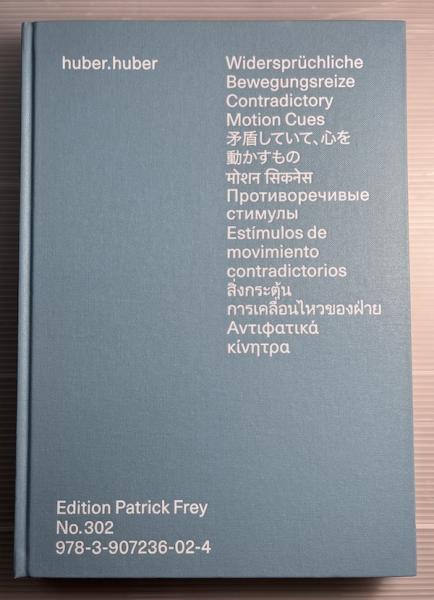 huber.huber
Widersprüchliche
Bewegungsreize
Contradictory
Motion Cues
矛盾していて、心を
動かすもの
मोशन सिकनेस
Противоречивые
стимулы
Estímulos de
movimiento
contradictorios
สิ่งกระตุ้น
การเคลื่อนไหวของฝ่าย
Αντιφατικά
κίνητρα
Edition Patrick Frey
No. 302
978-3-907236-02-4